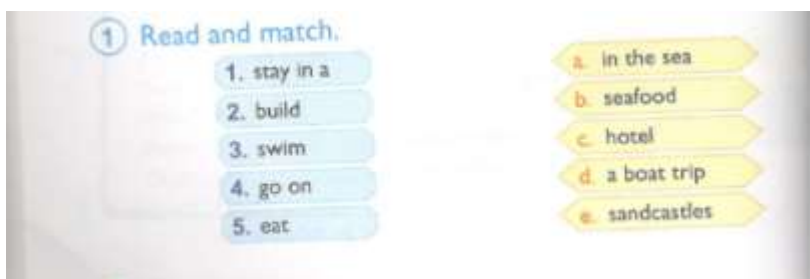 1 Read and match.
1. stay in a
2. build
3. swim
4. go on
5. eat
a. in the sea
b. seafood
c. hotel
d. a boat trip
e. sandcastles